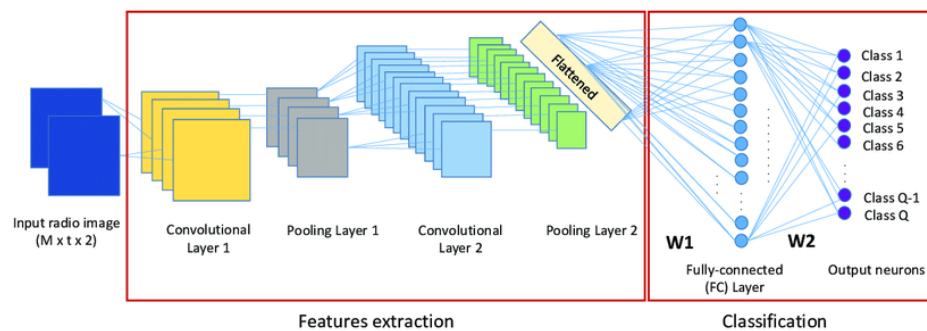 Input radio image
(M x t x 2)
Convolutional
Layer 1
Pooling Layer 1
Convolutional
Layer 2
Pooling Layer 2
Flattened
W1
Fully-connected
(FC) Layer
W2
Class 1
Class 2
Class 3
Class 4
Class 5
Class 6
Class Q-1
Class Q
Output neurons
Features extraction
Classification